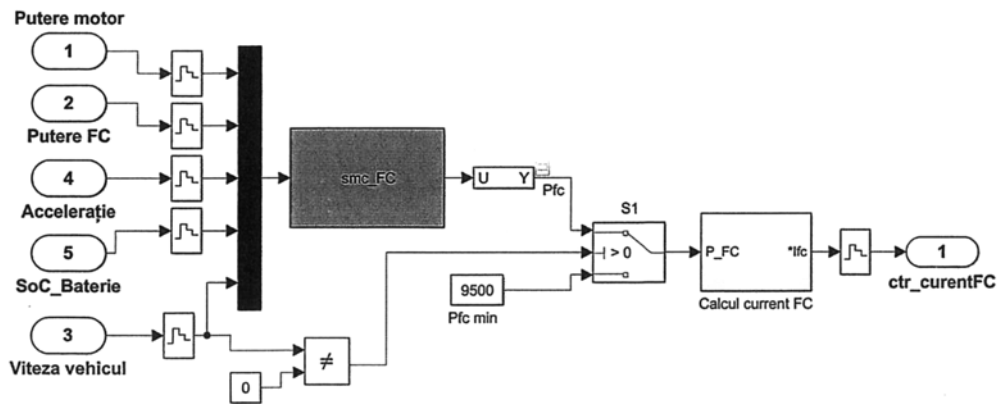 Putere motor
1
2
Putere FC
4
Accelerație
5
SoC_Baterie
3
Viteza vehicul
0
≠
smc_FC
U Y
Pfc
9500
Pfc min
S1
> 0
P_FC *Ifc
Calcul current FC
1
ctr_curentFC